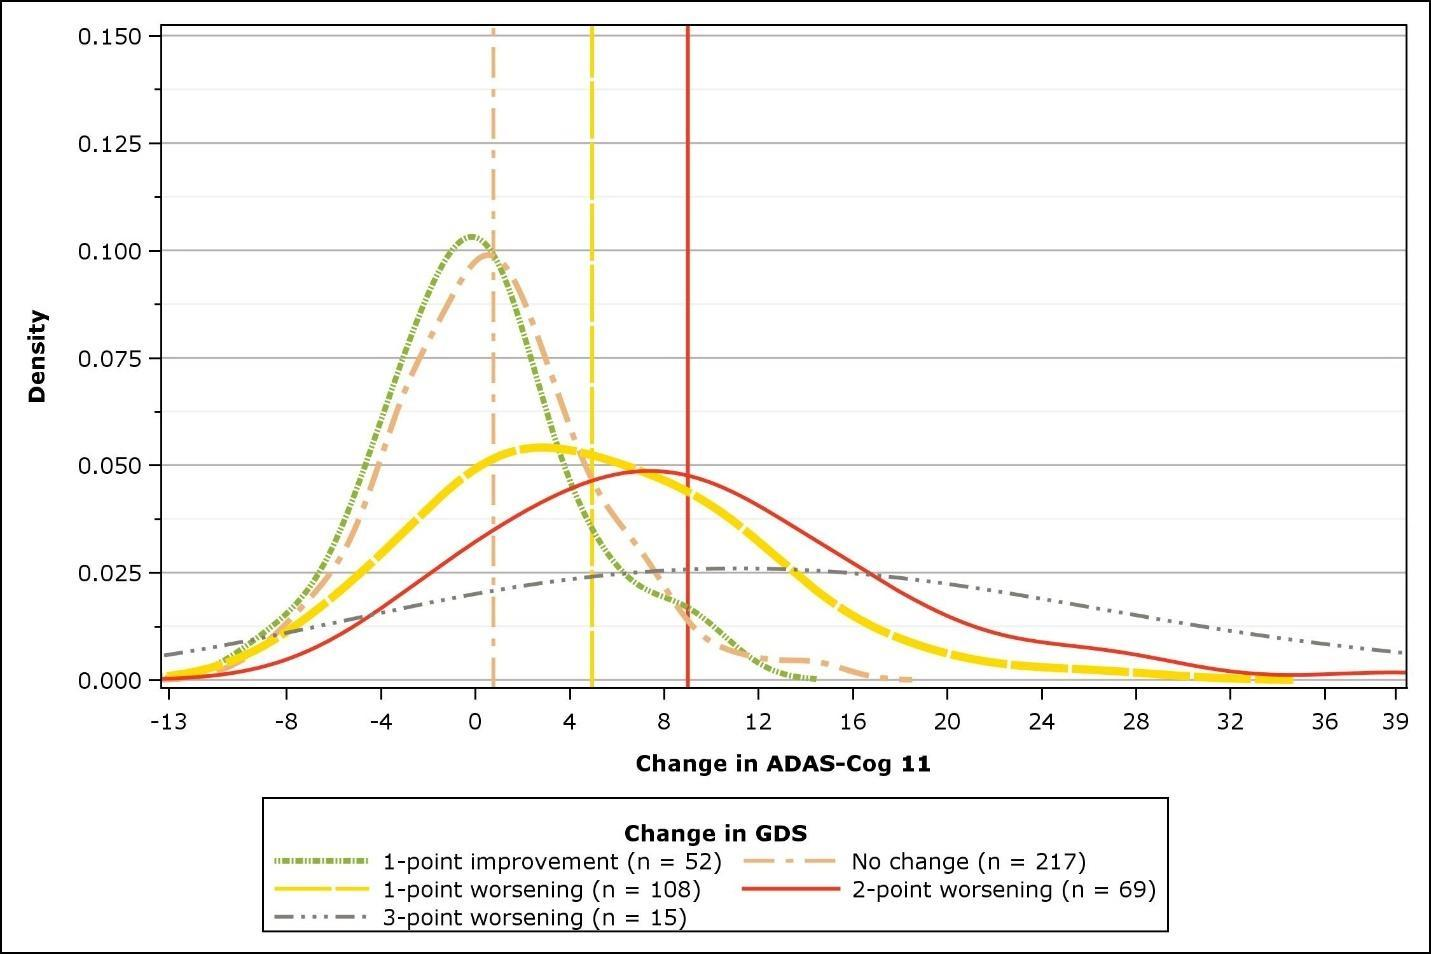 0.150
0.125
0.100
0.075
0.050
0.025
0.000
Density
-13 -8 -4 0 4 8 12 16 20 24 28 32 36 39
Change in ADAS-Cog 11
Change in GDS
1-point improvement (n = 52) No change (n = 217)
1-point worsening (n = 108) 2-point worsening (n = 69)
3-point worsening (n = 15)